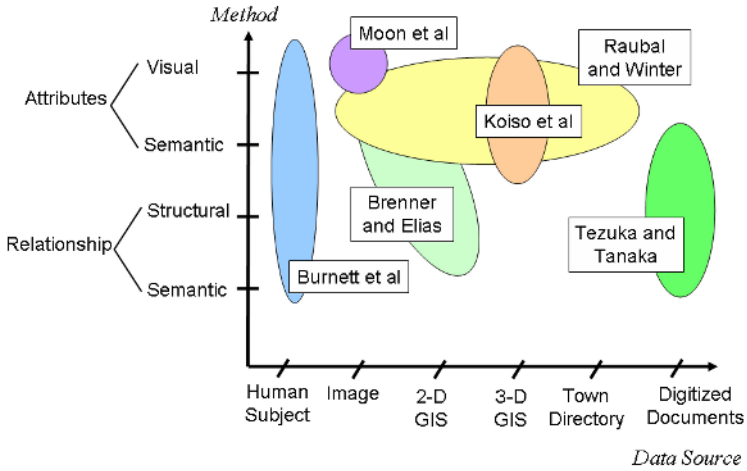 Method
Moon et al
Raubal
and Winter
Visual
Attributes
Koiso et al
Semantic
Brenner
and Elias
Structural
Tezuka and
Tanaka
Relationship
Burnett et al
Semantic
Human
Subject
Image
2-D
GIS
3-D
GIS
Town
Directory
Digitized
Documents
Data Source